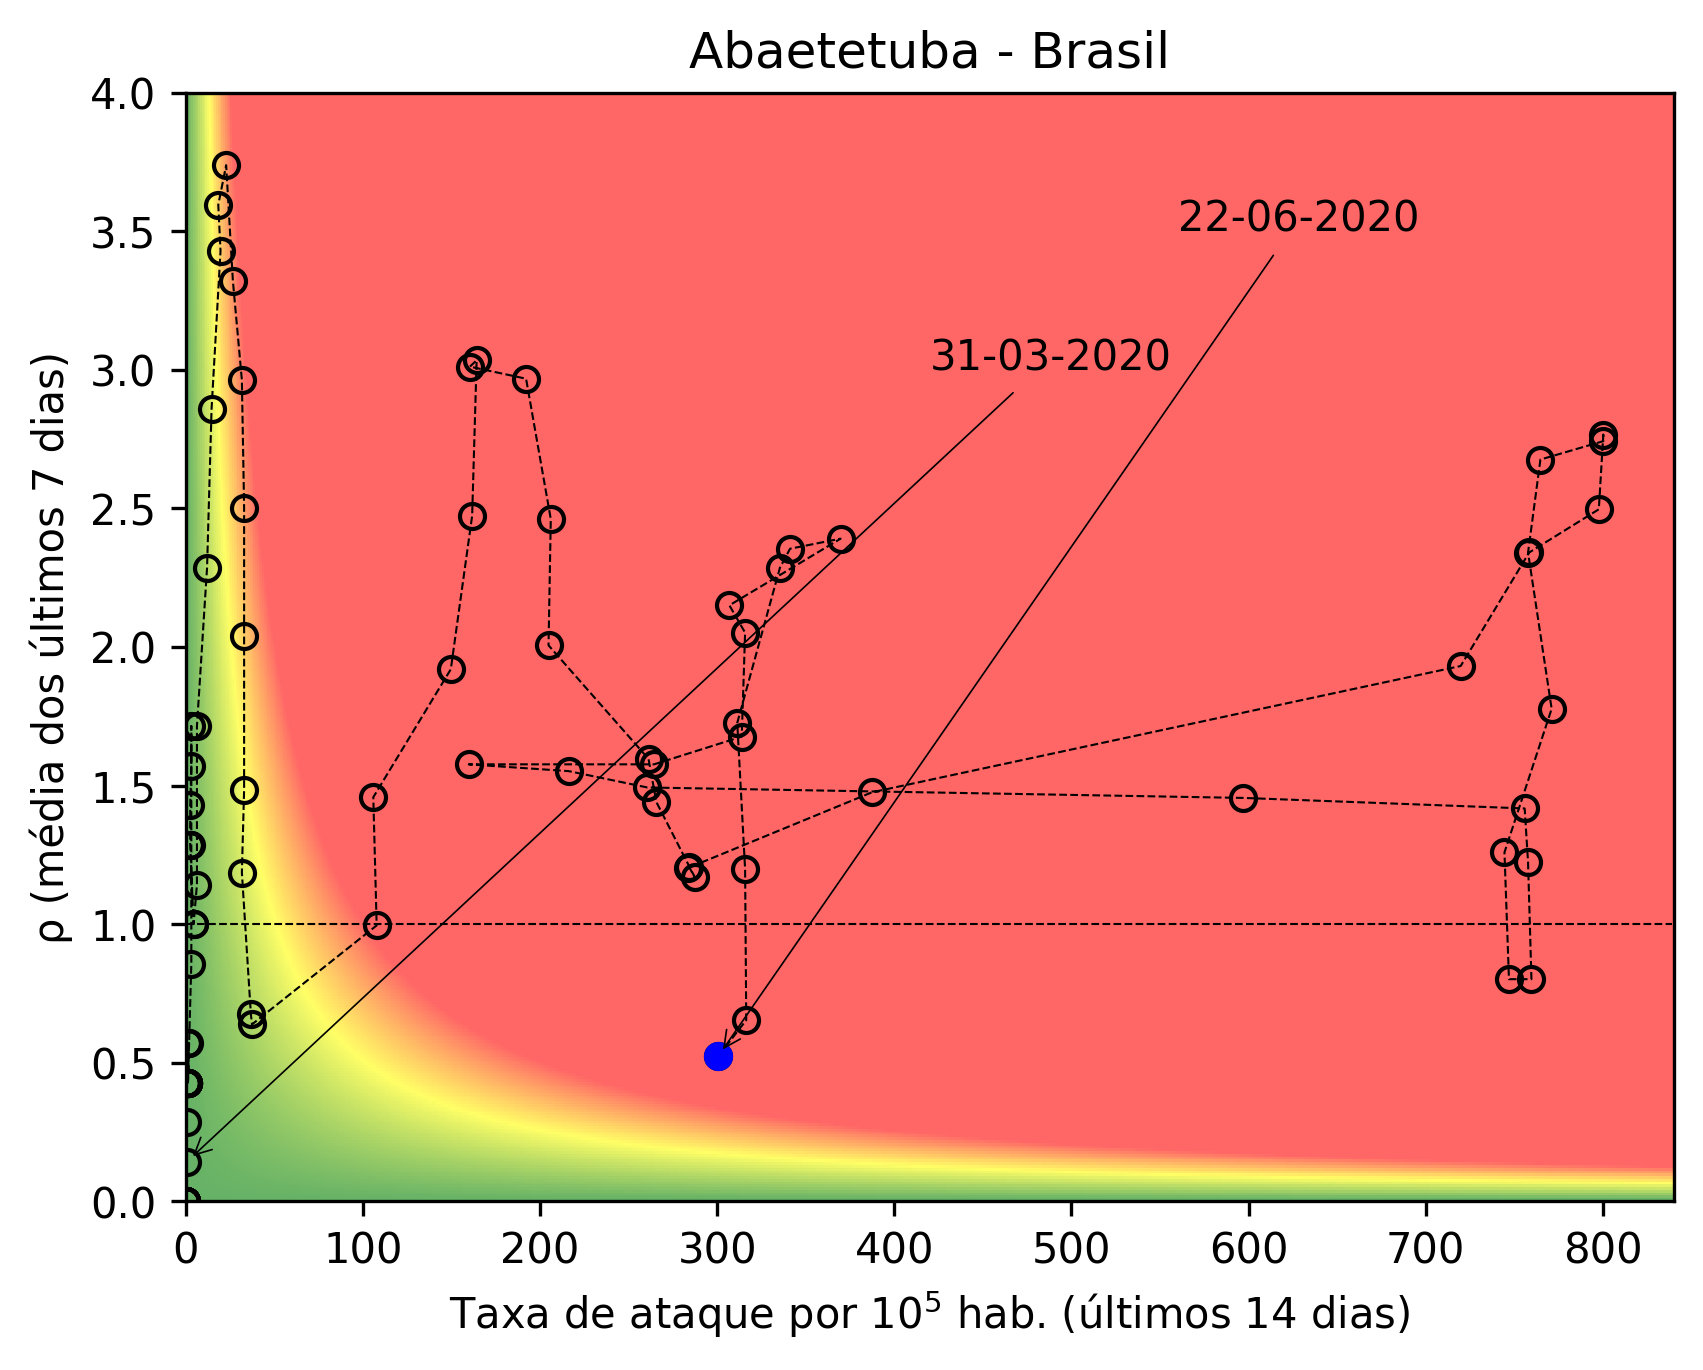 Abaetetuba - Brasil
4.0
3.5
3.0
2.5
2.0
1.5
1.0
0.5
0.0
ρ (média dos últimos 7 dias)
22-06-2020
31-03-2020
0 100 200 300 400 500 600 700 800
Taxa de ataque por 10⁵ hab. (últimos 14 dias)